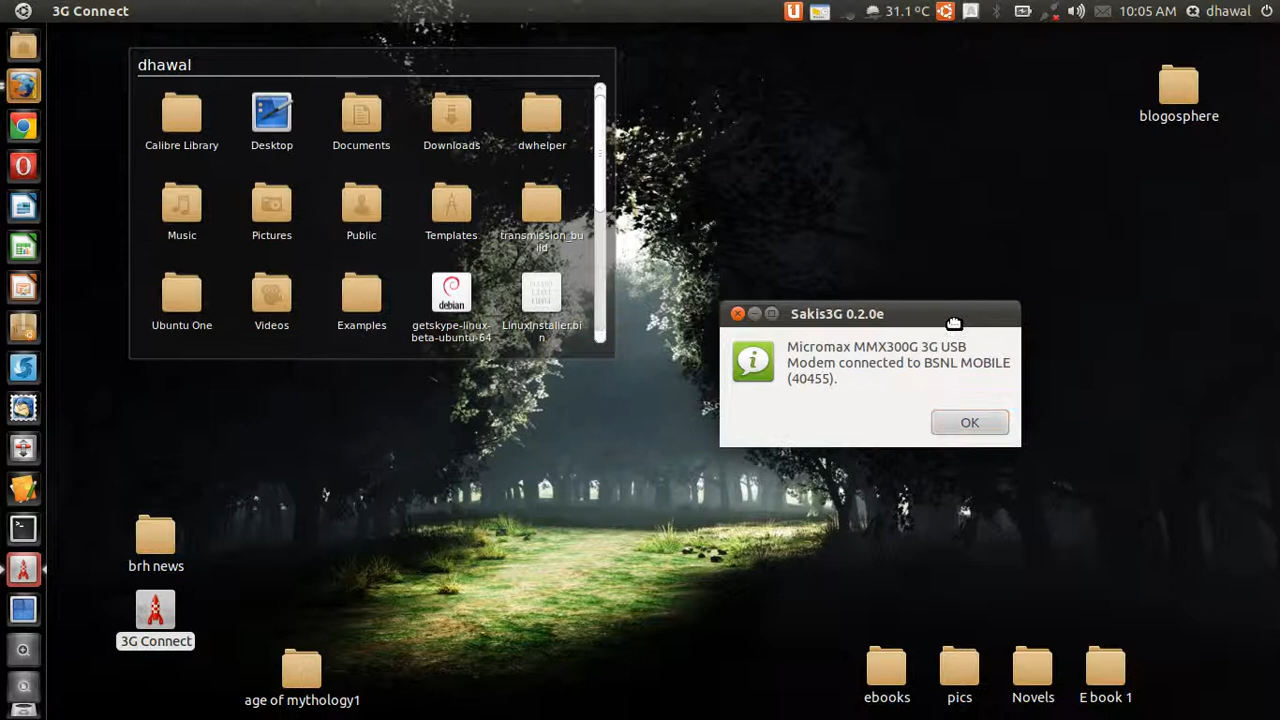 3G Connect
31.1 ºC
10:05 AM
dhawal
dhawal
Calibre Library
Desktop
Documents
Downloads
dwhelper
Music
Pictures
Public
Templates
transmission_bu
ild
Ubuntu One
Videos
Examples
debian
getskype-linux-
beta-ubuntu-64
LinuxInstaller.bi
n
blogosphere
Sakis3G 0.2.0e
Micromax MMX300G 3G USB
Modem connected to BSNL MOBILE
(40455).
OK
brh news
3G Connect
age of mythology1
ebooks
pics
Novels
E book 1